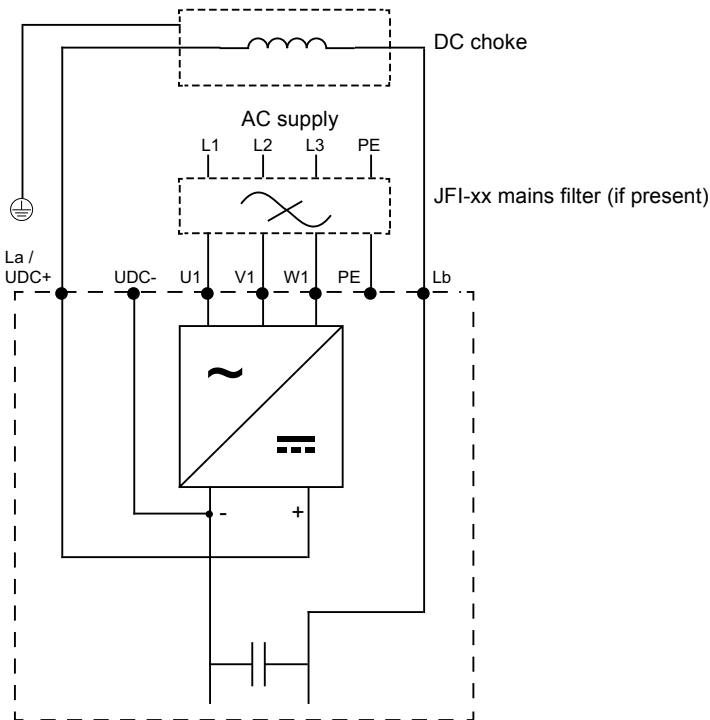 DC choke
AC supply
L1 L2 L3 PE
JFI-xx mains filter (if present)
La /
UDC+ UDC- U1 V1 W1 PE Lb
~
- +